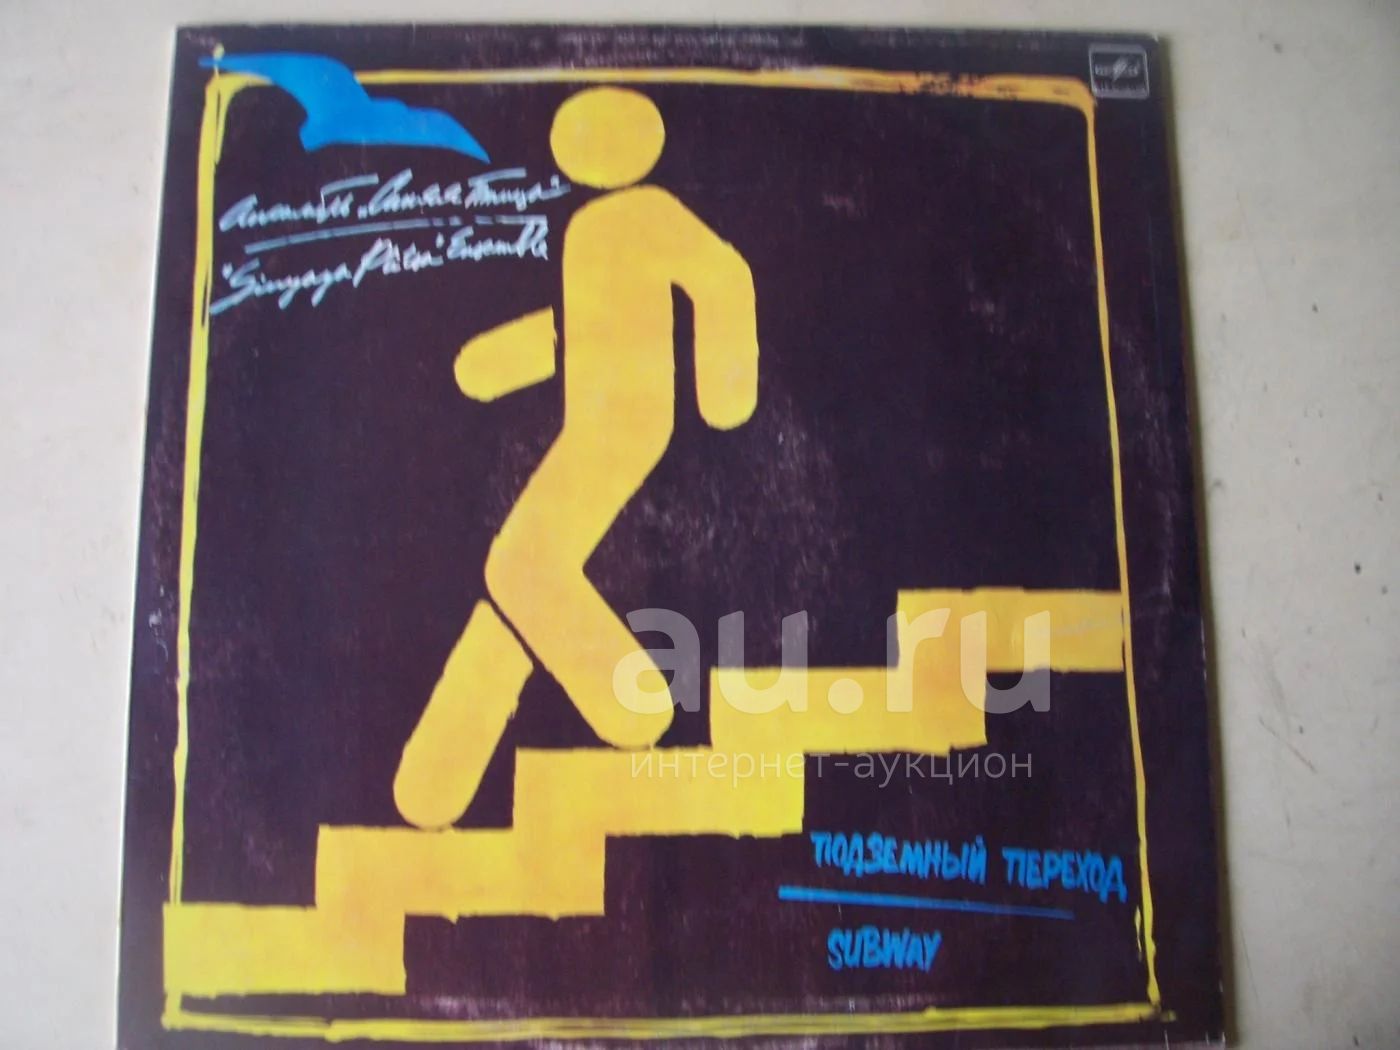 Ансамбль „Синяя Птица"
"Sinyaya Ptitsa" Ensemble
au.ru
интернет-аукцион
ПОДЗЕМНЫЙ ПЕРЕХОД
SUBWAY